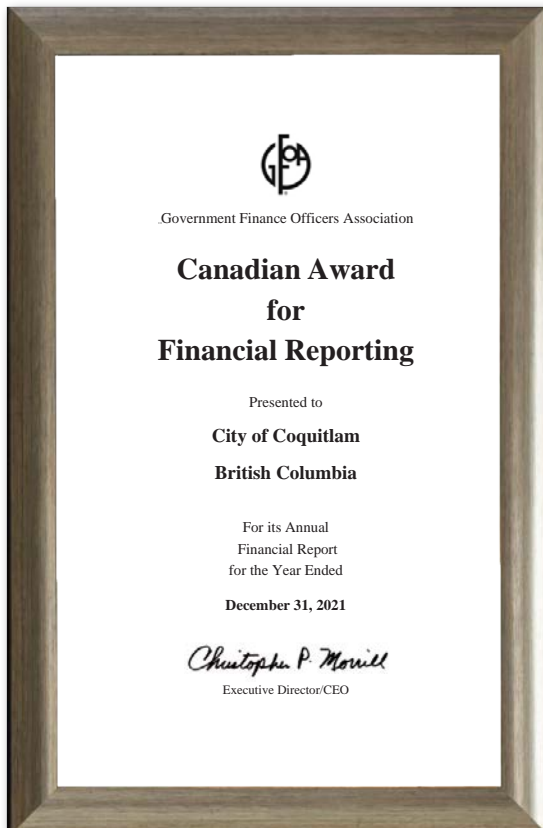 GFOA
Government Finance Officers Association
Canadian Award
for
Financial Reporting
Presented to
City of Coquitlam
British Columbia
For its Annual
Financial Report
for the Year Ended
December 31, 2021
Christopher P. Morrill
Executive Director/CEO